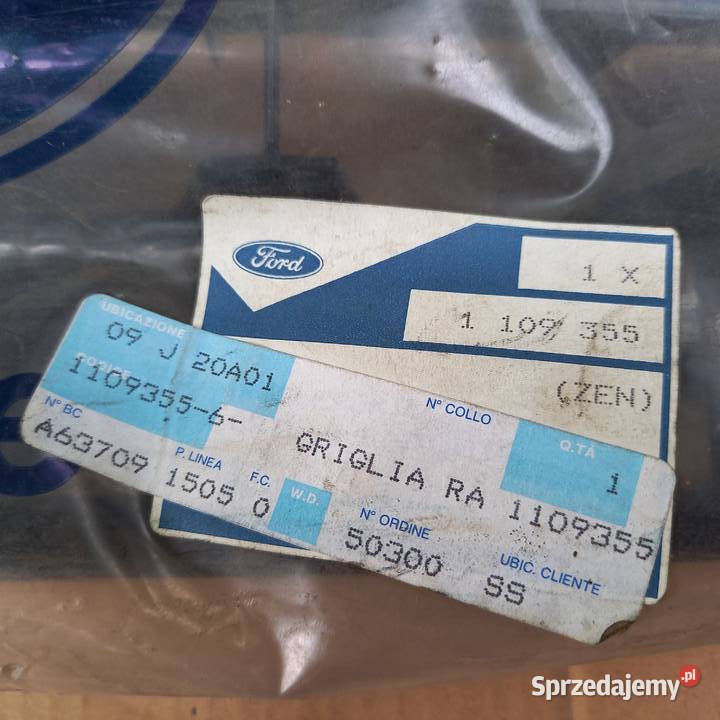 Ford
1 X
1 109 355
(ZEN)
UBICAZIONE
09 J 20A01
CODICE
1109355-6-
N° BC
A63709
P. LINEA
1505
F.C.
0
W.D.
N° COLLO
GRIGLIA RA
Q.TÀ
1
1109355
N° ORDINE
50300
UBIC. CLIENTE
SS
Sprzedajemy.pl